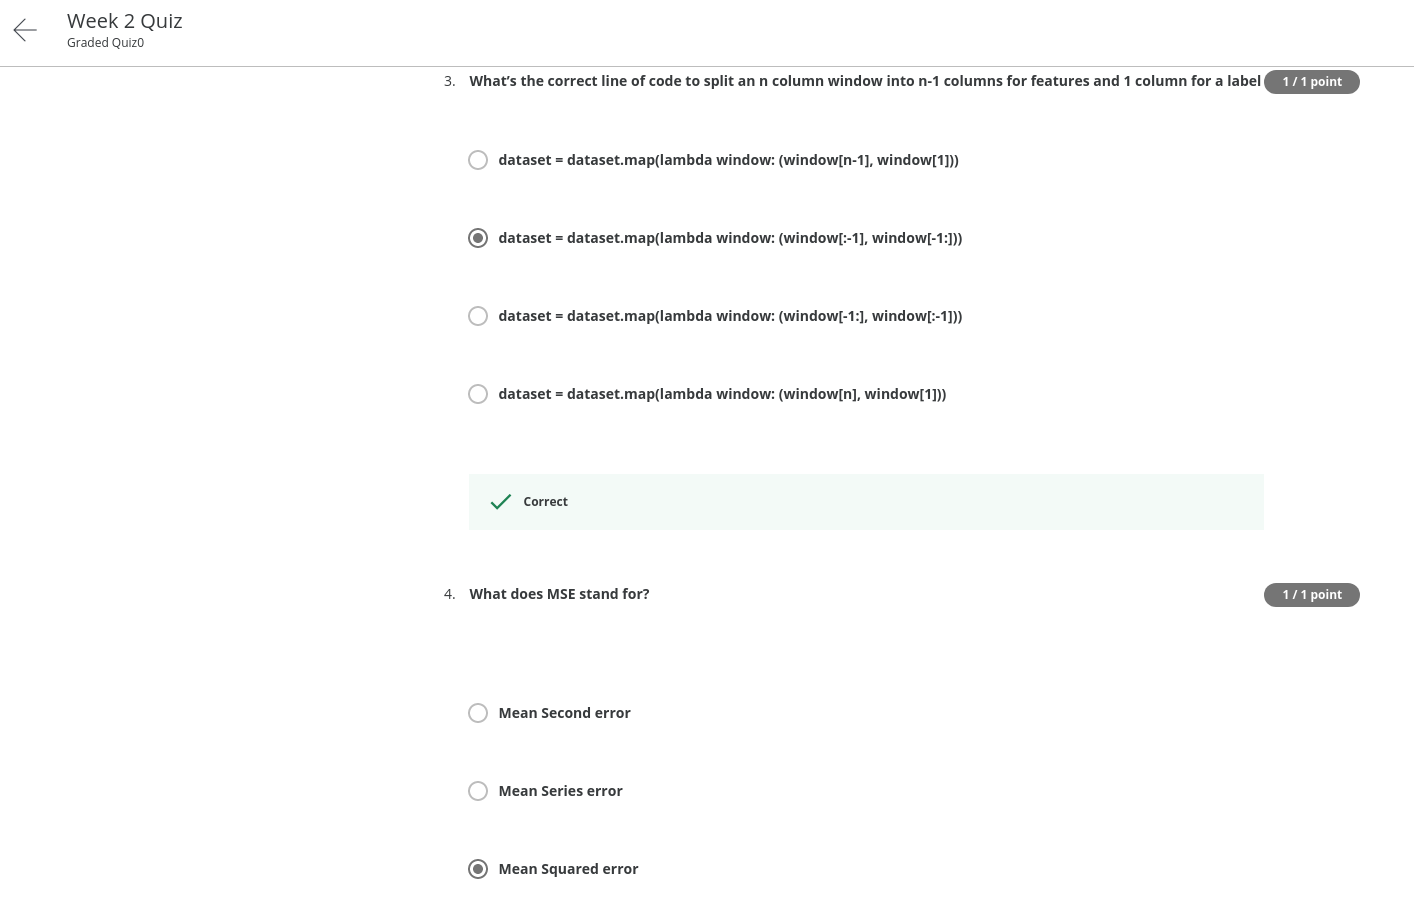 Week 2 Quiz
Graded Quiz0
3. What’s the correct line of code to split an n column window into n-1 columns for features and 1 column for a label 1 / 1 point
dataset = dataset.map(lambda window: (window[n-1], window[1]))
dataset = dataset.map(lambda window: (window[:-1], window[-1:]))
dataset = dataset.map(lambda window: (window[-1:], window[:-1]))
dataset = dataset.map(lambda window: (window[n], window[1]))
Correct
4. What does MSE stand for? 1 / 1 point
Mean Second error
Mean Series error
Mean Squared error